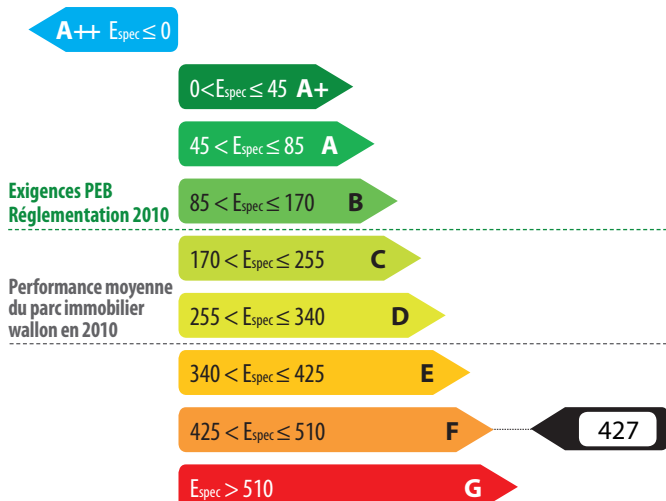 A++ Espec ≤ 0
0 < Espec ≤ 45 A+
45 < Espec ≤ 85 A
Exigences PEB
Réglementation 2010
85 < Espec ≤ 170 B
170 < Espec ≤ 255 C
Performance moyenne
du parc immobilier
wallon en 2010
255 < Espec ≤ 340 D
340 < Espec ≤ 425 E
425 < Espec ≤ 510 F 427
Espec > 510 G